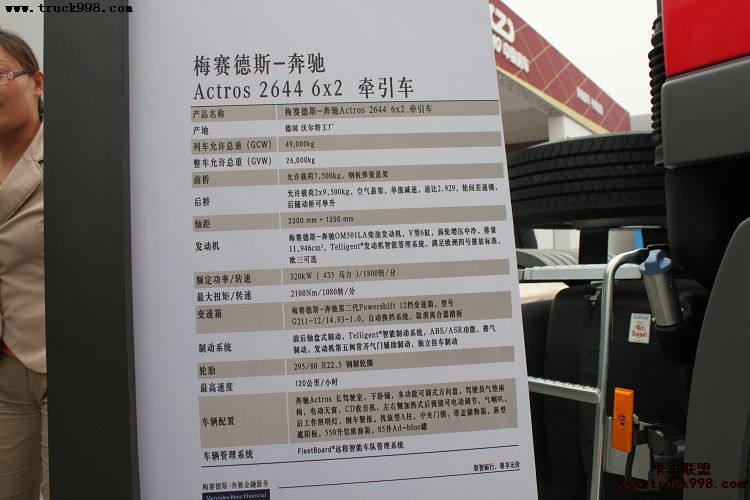 www.truck998.com
www.truck998.com
梅赛德斯-奔驰
Actros 2644 6x2 牵引车
产品名称 梅赛德斯-奔驰Actros 2644 6x2 牵引车
产地 德国 沃尔特工厂
列车允许总重 (GCW) 49,000kg
整车允许总重 (GVW) 26,000kg
前桥 允许载荷7,500kg, 钢板弹簧悬架
后桥 允许载荷2x9,500kg, 空气悬架, 单级减速, 速比2.929, 轮间差速锁,
后随动桥可举升
轴距 3300 mm + 1350 mm
发动机 梅赛德斯-奔驰OM501LA柴油发动机, V型6缸, 涡轮增压中冷, 排量
11,946cm³, Telligent®发动机智能管理系统, 满足欧洲四号排放标准,
欧三可选
额定功率/转速 320kW ( 435 马力 )/1800转/分
最大扭矩/转速 2100Nm/1080转/分
变速箱 梅赛德斯-奔驰第二代Powershift 12档变速箱, 型号
G211-12/14.93-1.0, 自动换挡系统, 取消离合器踏板
制动系统 前后轴盘式制动, Telligent®智能制动系统, ABS/ASR功能, 排气
制动, 发动机第五阀常开气门辅助制动, 独立挂车制动
轮胎 295/80 R22.5 钢制轮圈
最高速度 120公里/小时
车辆配置 奔驰Actros 长驾驶室, 下卧铺, 多功能可调式方向盘, 驾驶员气垫座
椅, 电动天窗, CD收音机, 左右侧加热式后视镜可电动调节, 气喇叭,
后工作照明灯, 倒车警报, 扰流型A柱, 中央门锁, 带盖储物箱, 新型
遮阳板, 550升铝质油箱, 85升Ad-blue罐
车辆管理系统 FleetBoard®远程智能车队管理系统
梅赛德斯-奔驰金融服务
Mercedes-Benz Financial
驭智而行, 尊享无价
卡车联盟
www.truck998.com